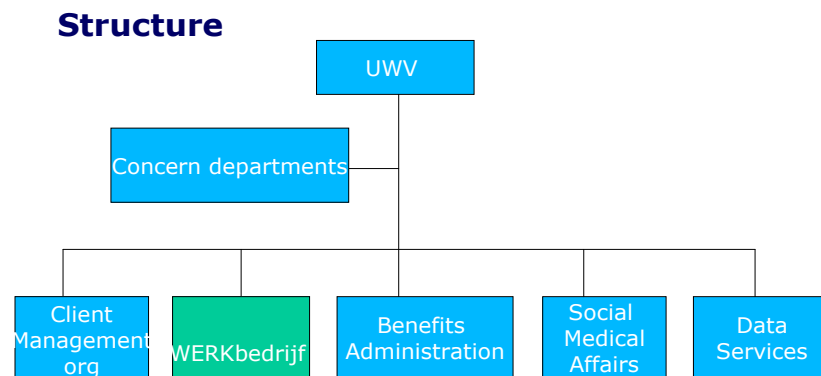 Structure
UWV
Concern departments
Client
Management
org
WERKbedrijf
Benefits
Administration
Social
Medical
Affairs
Data
Services